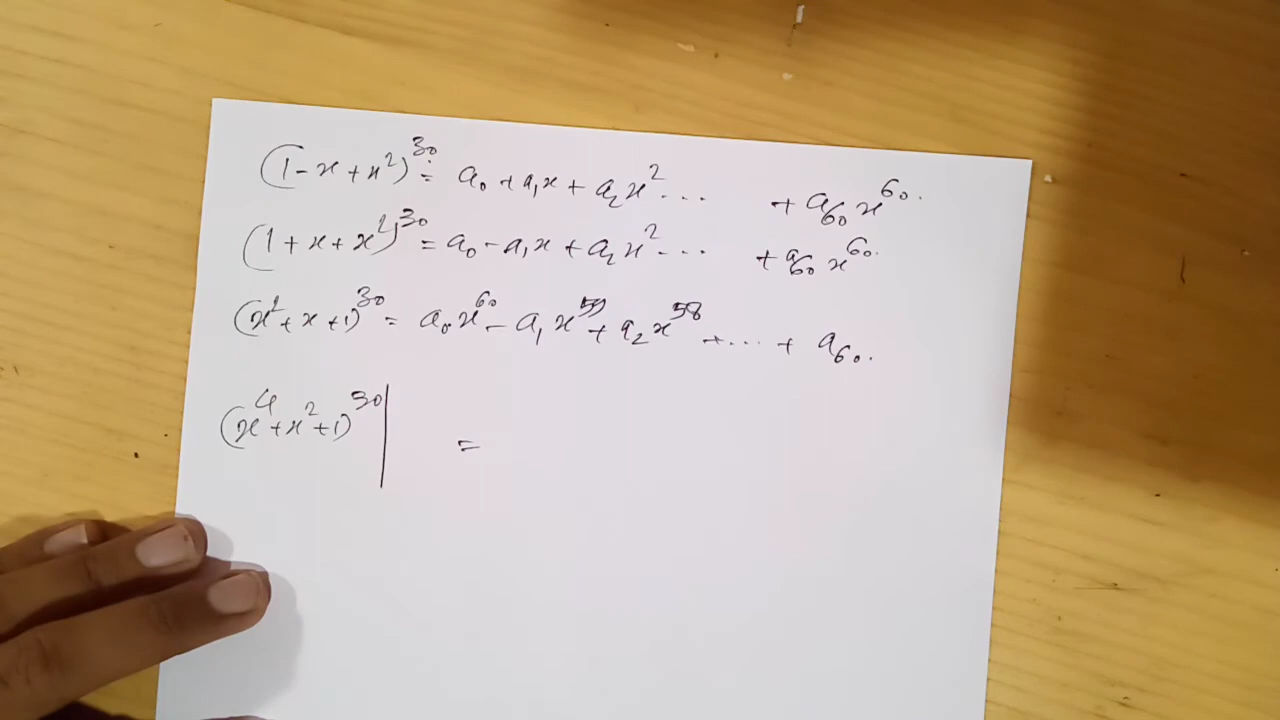 (1-x+x²)³⁰ = a₀+a₁x+a₂x²... +a₆₀x⁶⁰.
(1+x+x²)³⁰ = a₀-a₁x+a₂x²... +a₆₀x⁶⁰.
(x²+x+1)³⁰ = a₀x⁶⁰-a₁x⁵⁹+a₂x⁵⁸+...+a₆₀.
(x⁴+x²+1)³⁰| =